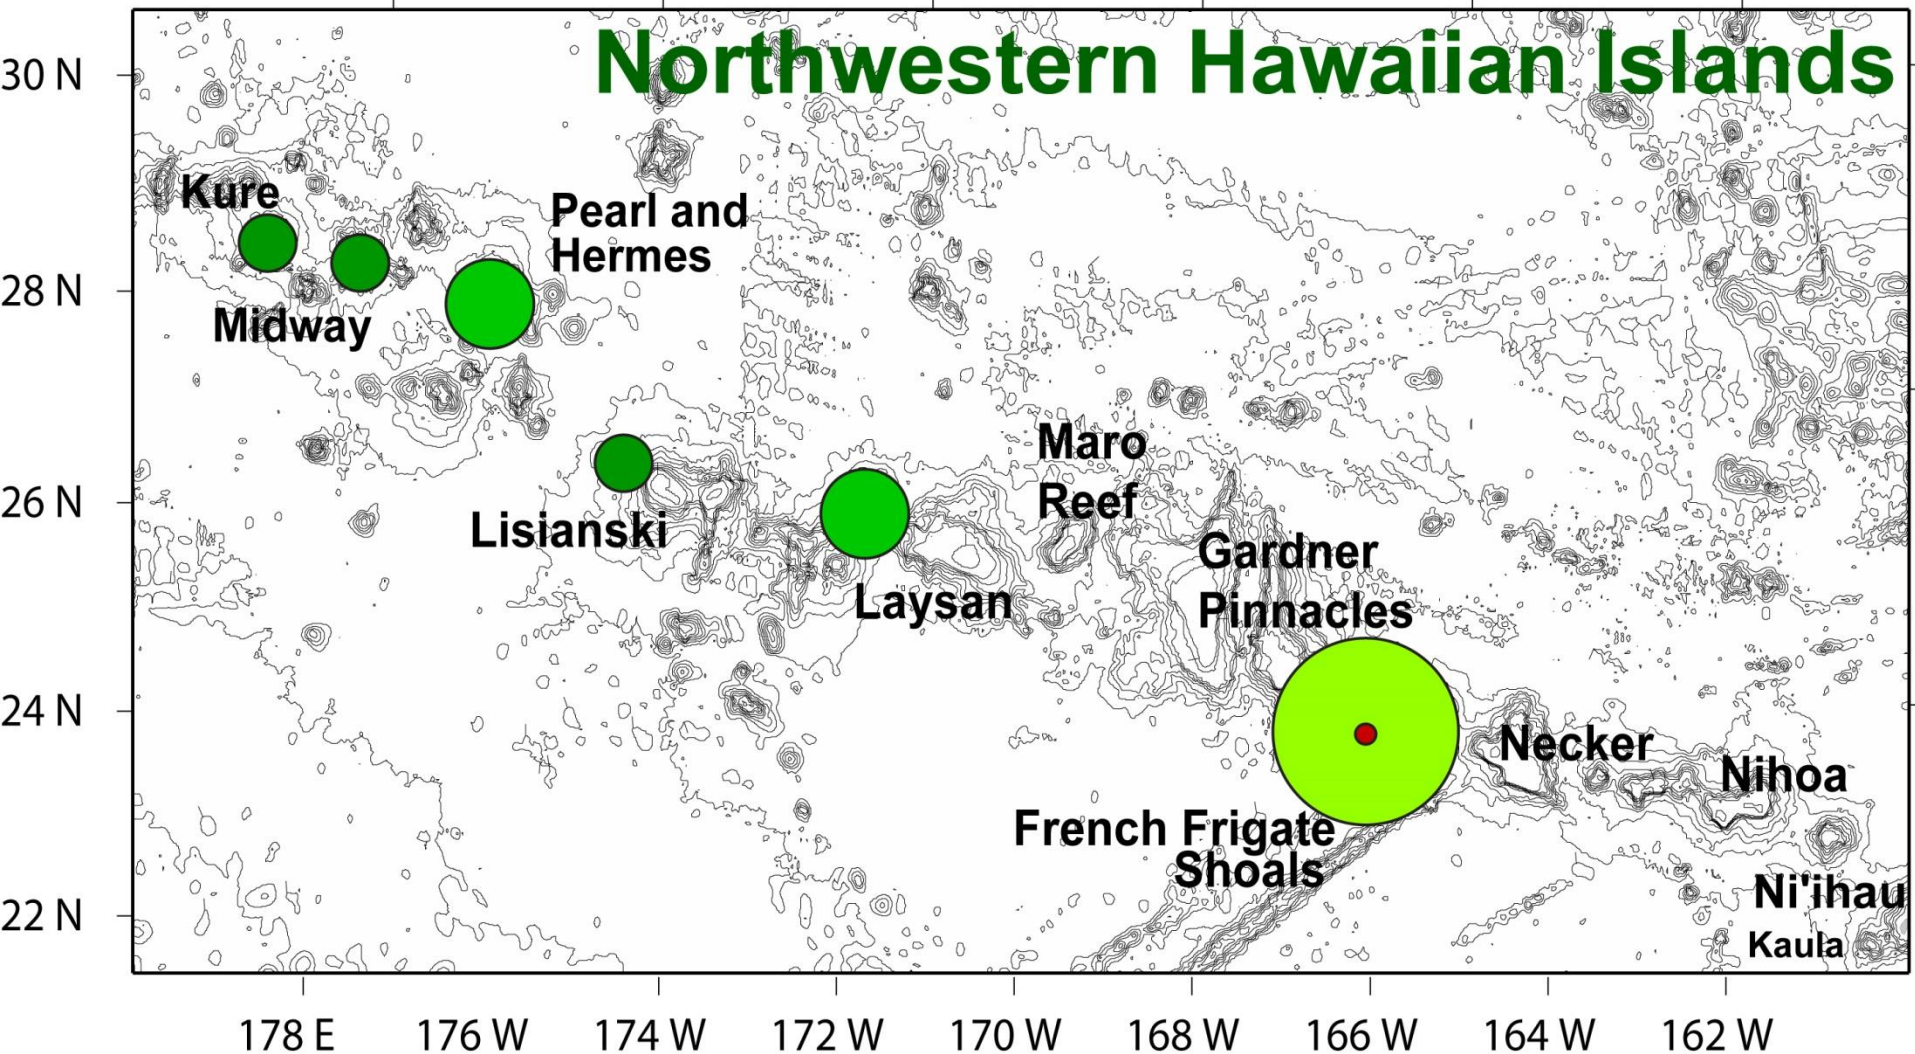 Northwestern Hawaiian Islands
30 N
28 N
26 N
24 N
22 N
Kure
Midway
Pearl and
Hermes
Lisianski
Laysan
Maro
Reef
Gardner
Pinnacles
French Frigate
Shoals
Necker
Nihoa
Ni'ihau
Kaula
178 E
176 W
174 W
172 W
170 W
168 W
166 W
164 W
162 W